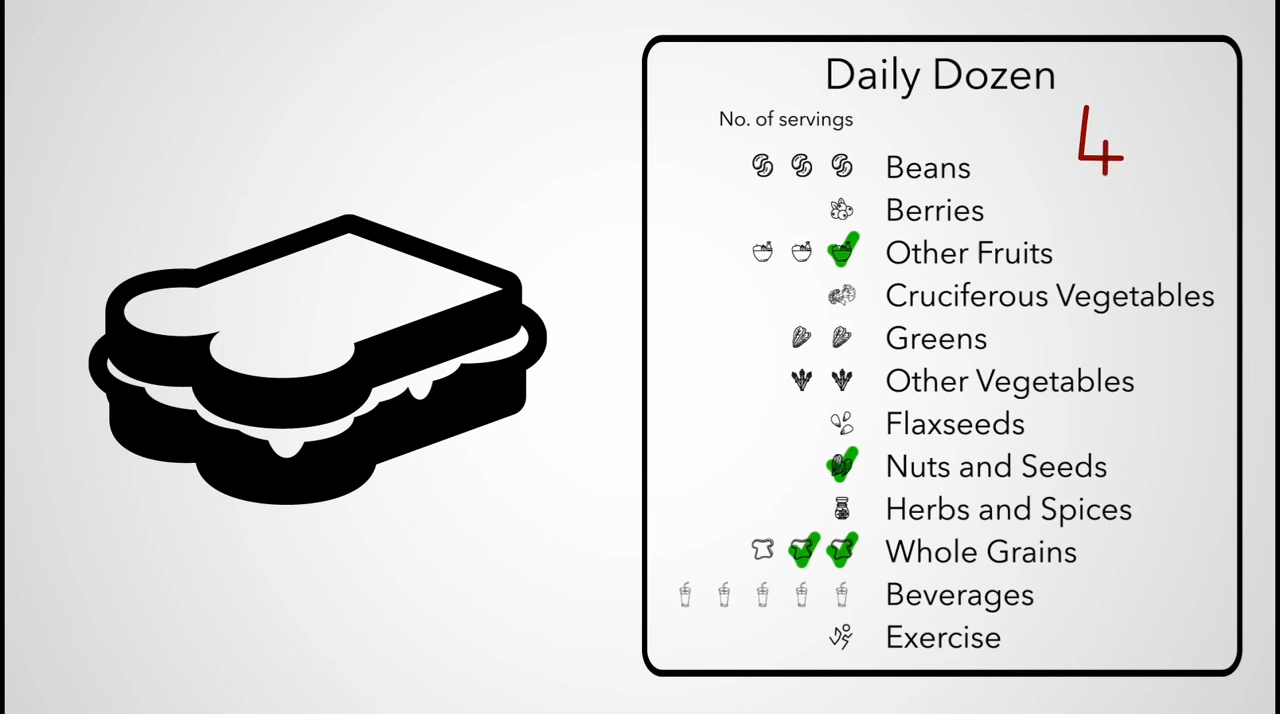 Daily Dozen
No. of servings
4
Beans
Berries
Other Fruits
Cruciferous Vegetables
Greens
Other Vegetables
Flaxseeds
Nuts and Seeds
Herbs and Spices
Whole Grains
Beverages
Exercise